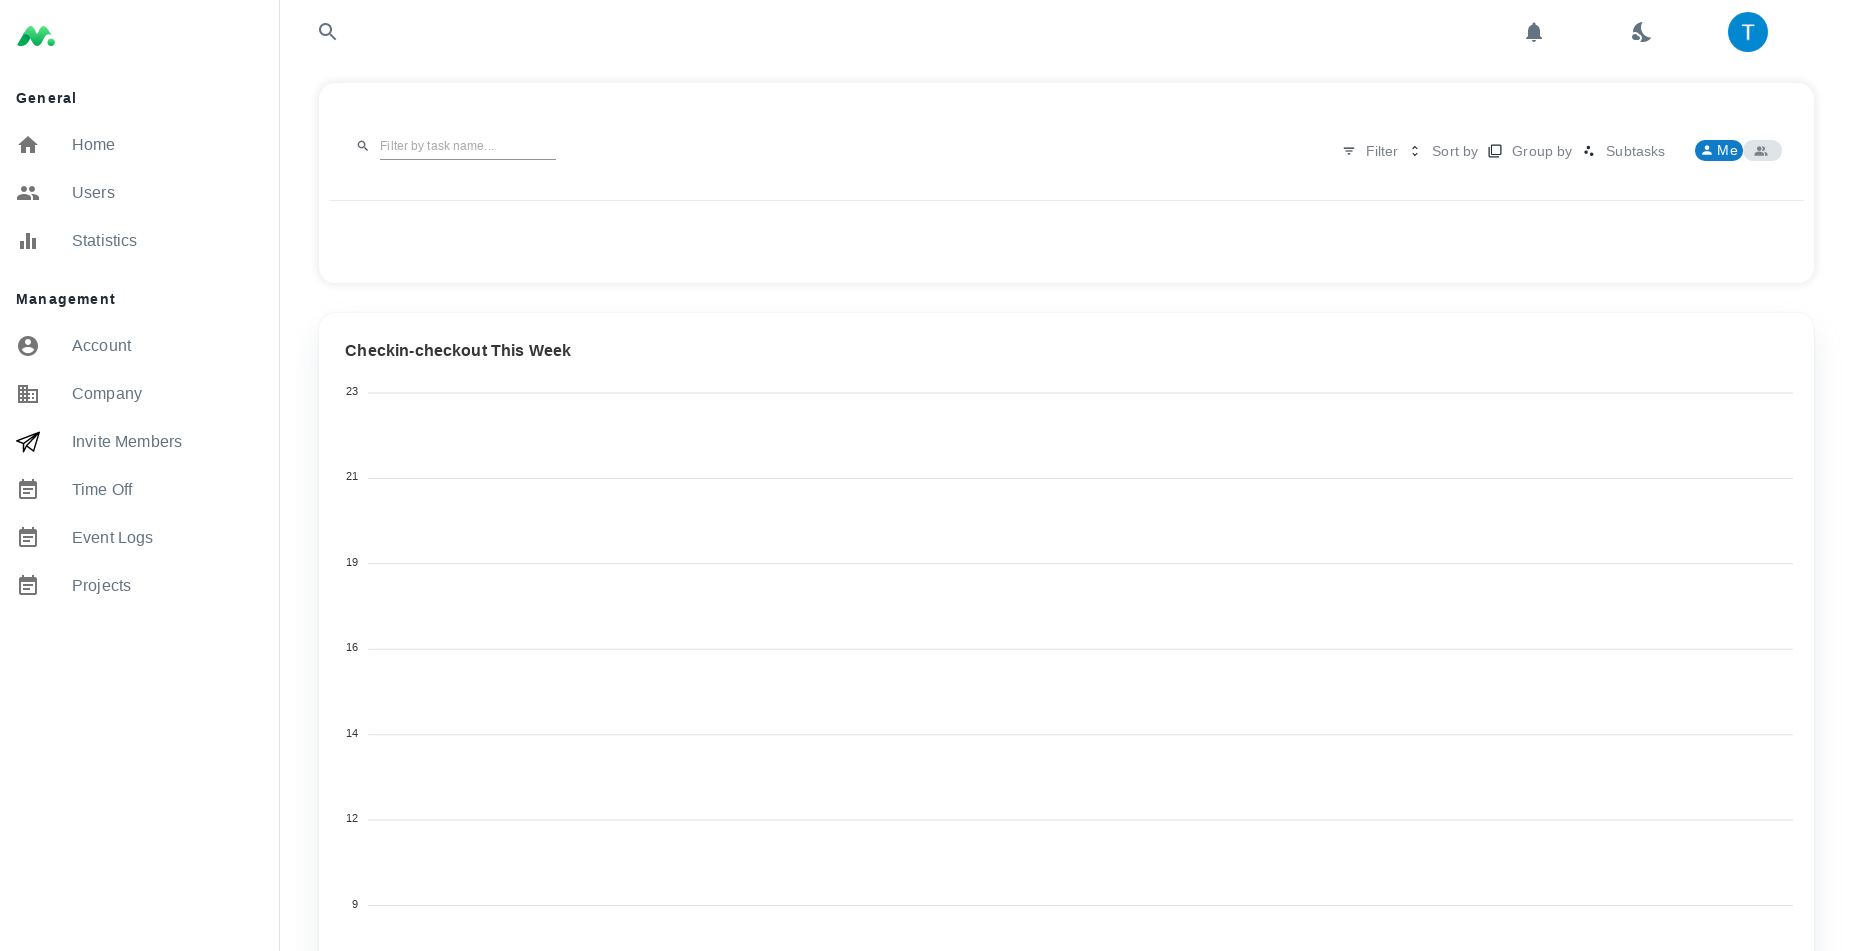 General
Home
Users
Statistics
Management
Account
Company
Invite Members
Time Off
Event Logs
Projects
T
Filter by task name...
Filter Sort by Group by Subtasks Me
Checkin-checkout This Week
23
21
19
16
14
12
9